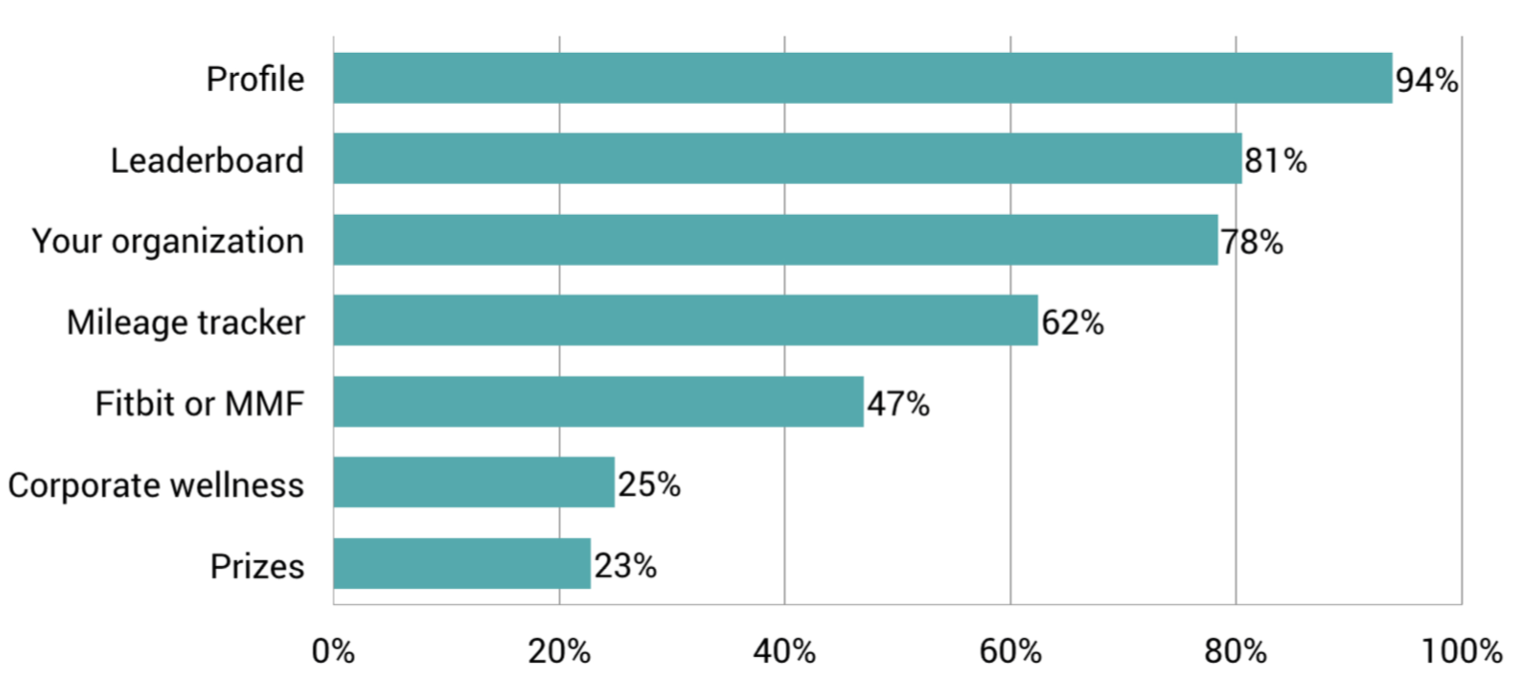 Profile 94%
Leaderboard 81%
Your organization 78%
Mileage tracker 62%
Fitbit or MMF 47%
Corporate wellness 25%
Prizes 23%
0% 20% 40% 60% 80% 100%